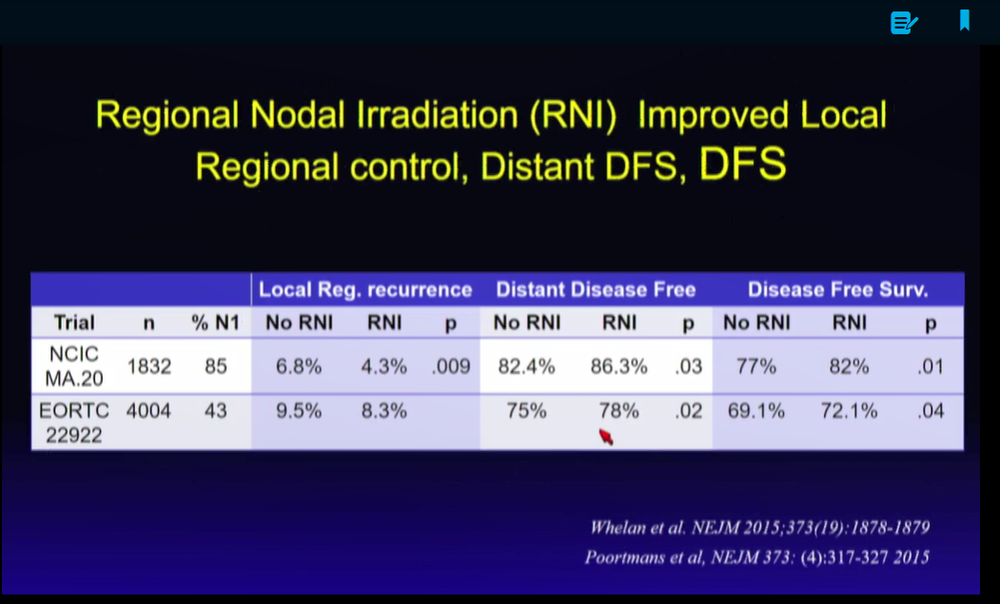 Regional Nodal Irradiation (RNI) Improved Local
Regional control, Distant DFS, DFS
Local Reg. recurrence Distant Disease Free Disease Free Surv.
Trial n % N1 No RNI RNI p No RNI RNI p No RNI RNI p
NCIC MA.20 1832 85 6.8% 4.3% .009 82.4% 86.3% .03 77% 82% .01
EORTC 22922 4004 43 9.5% 8.3% 75% 78% .02 69.1% 72.1% .04
Whelan et al. NEJM 2015;373(19):1878-1879
Poortmans et al, NEJM 373: (4):317-327 2015